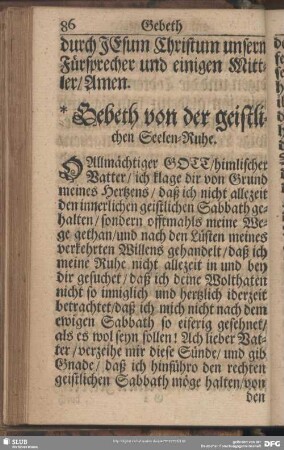 86 Gebeth
durch JEsum Christum unsern
Fürsprecher und einigen Mitt-
ler/Amen.
* Gebeth von der geistli-
chen Seelen-Ruhe.
O Allmächtiger GOTT/himlischer
Vatter/ich klage dir von Grund
meines Hertzens/daß ich nicht allezeit
den innerlichen geistlichen Sabbath ge-
halten/sondern offtmahls meine We-
ge gethan/und nach den Lüsten meines
verkehrten Willens gehandelt/daß ich
meine Ruhe nicht allezeit in und bey
dir gesuchet/daß ich deine Wolthaten
nicht so inniglich und hertzlich iderzeit
betrachtet/daß ich mich nicht nach dem
ewigen Sabbath so eiferig gesehnet/
als es wol seyn sollen! Ach lieber Vat-
ter/verzeihe mir diese Sünde/und gib
Gnade/daß ich hinführo den rechten
geistlichen Sabbath möge halten/von
den
SLUB
DFG